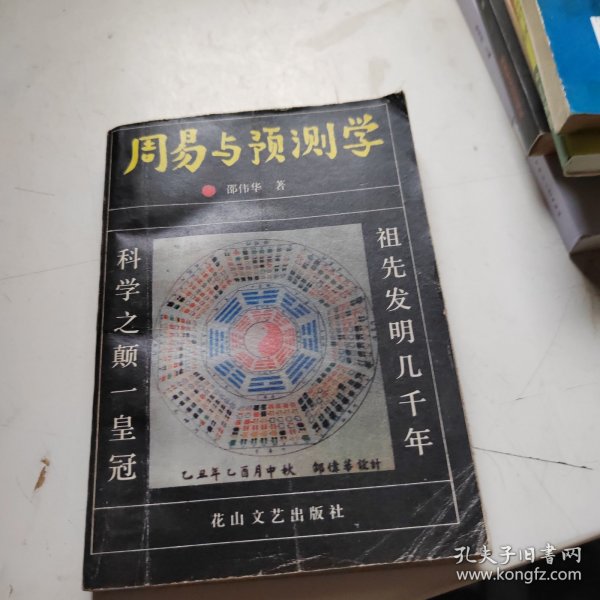 周易与预测学
邵伟华 著
祖先发明几千年
科学之颠一皇冠
乙丑年乙酉月中秋 邵偉華設計
花山文艺出版社
孔夫子旧书网
www.kongfz.com